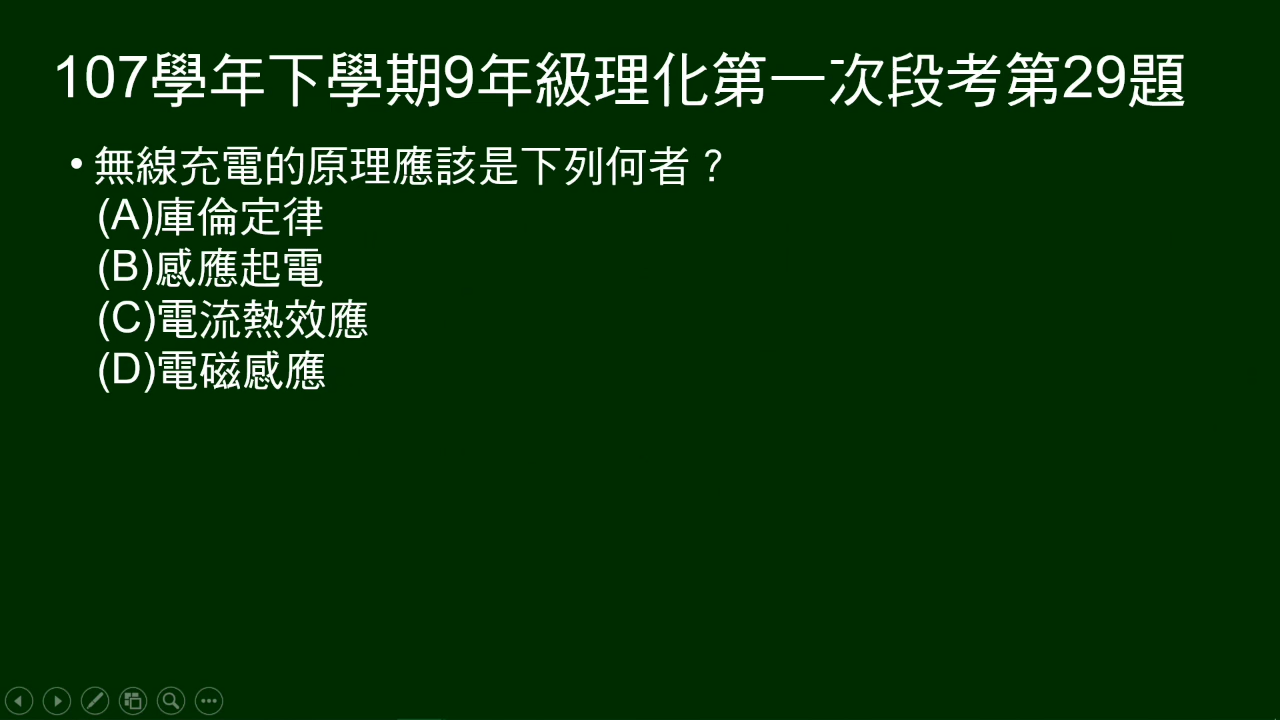 107學年下學期9年級理化第一次段考第29題
• 無線充電的原理應該是下列何者？
(A)庫倫定律
(B)感應起電
(C)電流熱效應
(D)電磁感應